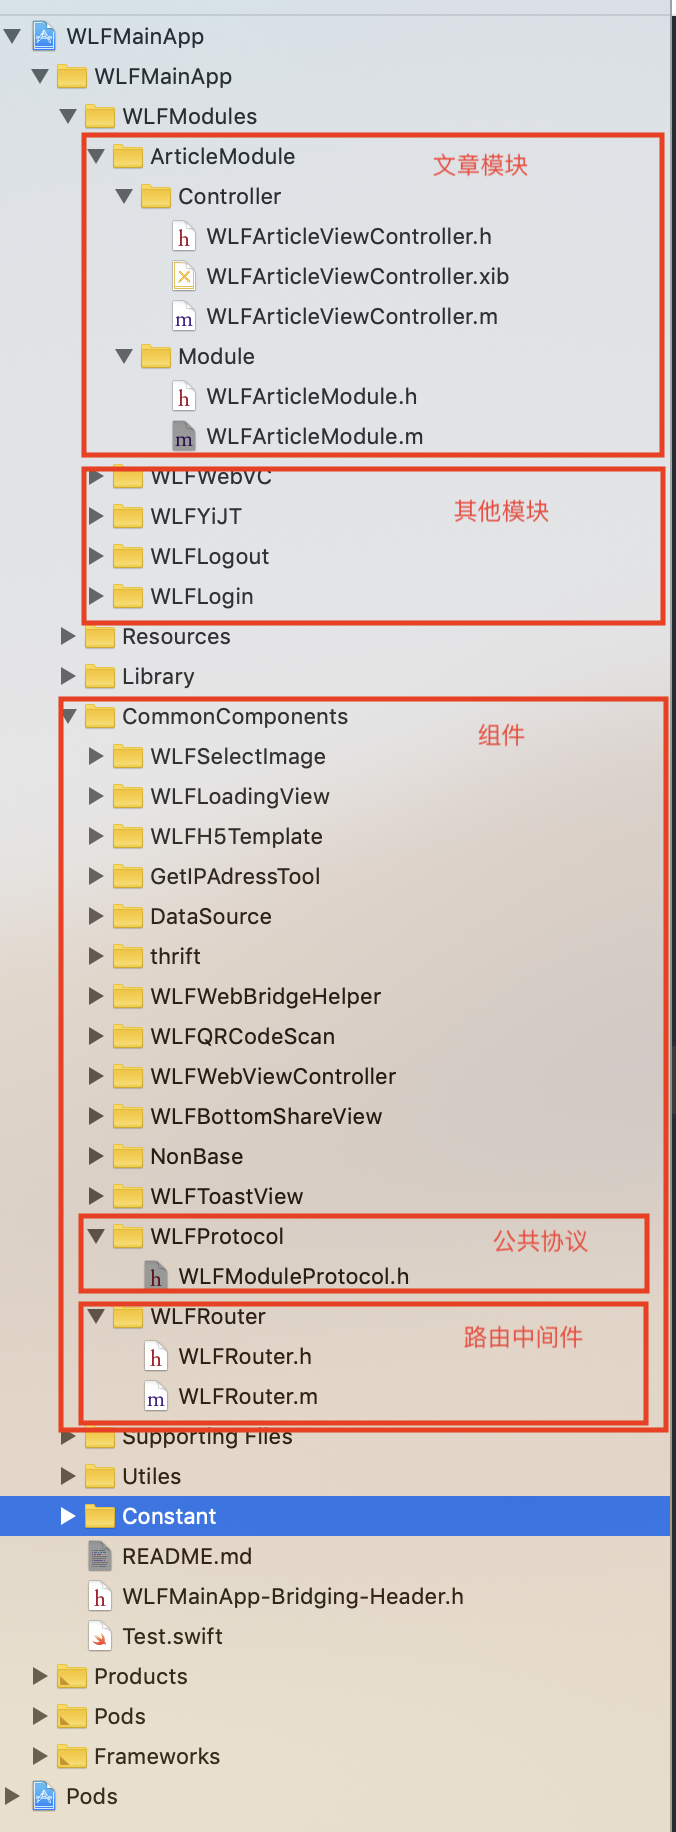 WLFMainApp
WLFMainApp
WLFModules
ArticleModule 文章模块
Controller
h WLFArticleViewController.h
WLFArticleViewController.xib
m WLFArticleViewController.m
Module
h WLFArticleModule.h
m WLFArticleModule.m
WLFWebVC
WLFYiJT 其他模块
WLFLogout
WLFLogin
Resources
Library
CommonComponents 组件
WLFSelectImage
WLFLoadingView
WLFH5Template
GetIPAdressTool
DataSource
thrift
WLFWebBridgeHelper
WLFQRCodeScan
WLFWebViewController
WLFBottomShareView
NonBase
WLFToastView
WLFProtocol 公共协议
h WLFModuleProtocol.h
WLFRouter 路由中间件
h WLFRouter.h
m WLFRouter.m
Supporting Files
Utiles
Constant
README.md
h WLFMainApp-Bridging-Header.h
Test.swift
Products
Pods
Frameworks
Pods